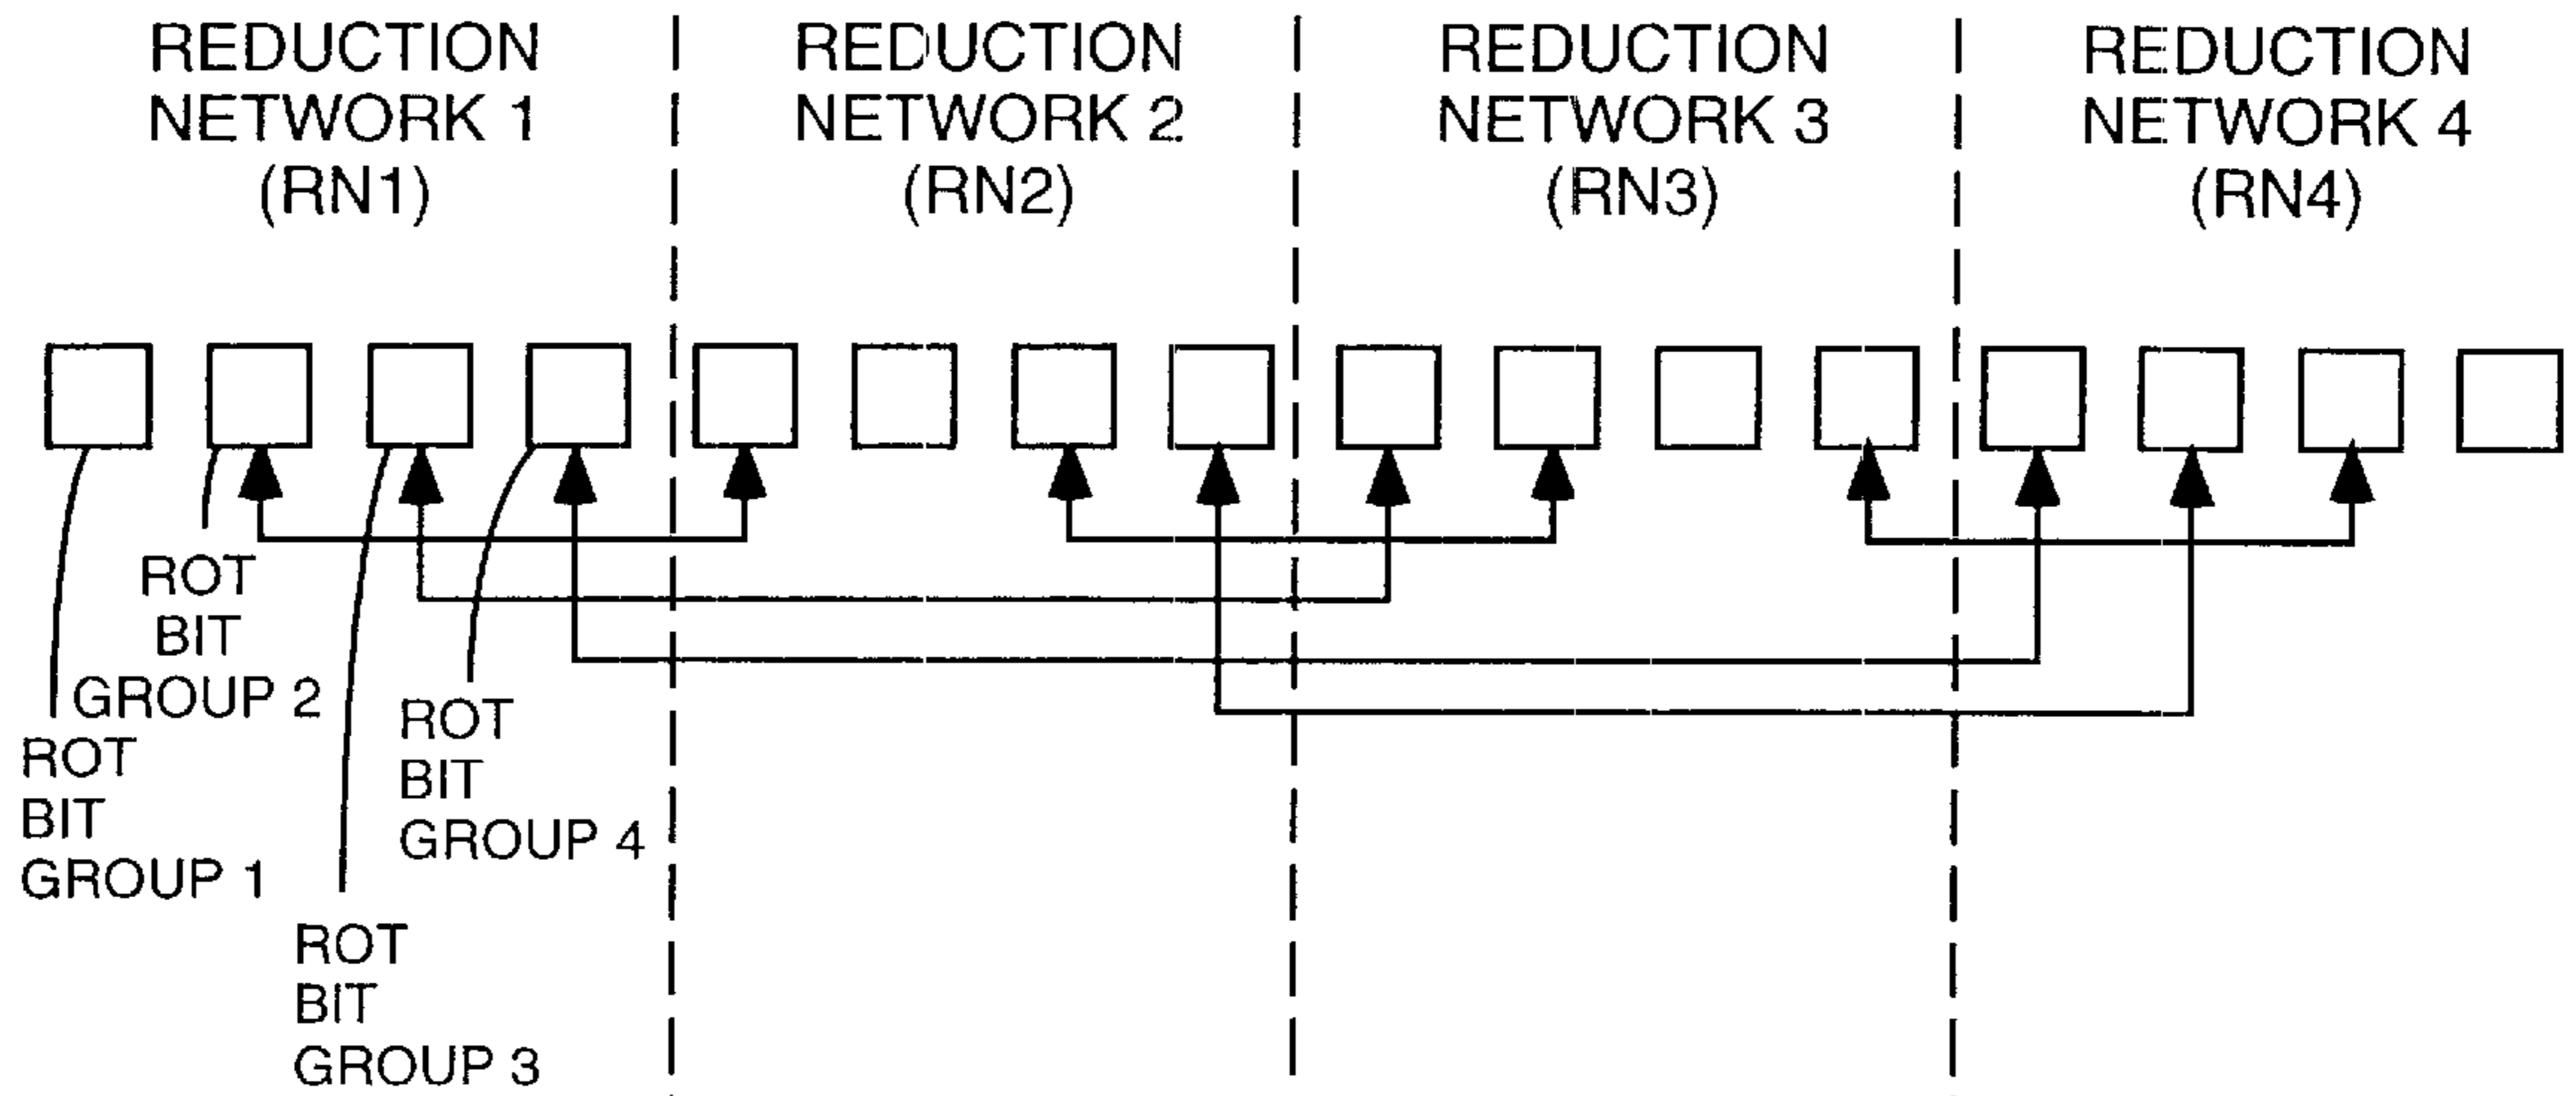 REDUCTION
NETWORK 1
(RN1)
REDUCTION
NETWORK 2
(RN2)
REDUCTION
NETWORK 3
(RN3)
REDUCTION
NETWORK 4
(RN4)
ROT
BIT
GROUP 2
ROT
BIT
GROUP 1
ROT
BIT
GROUP 4
ROT
BIT
GROUP 3